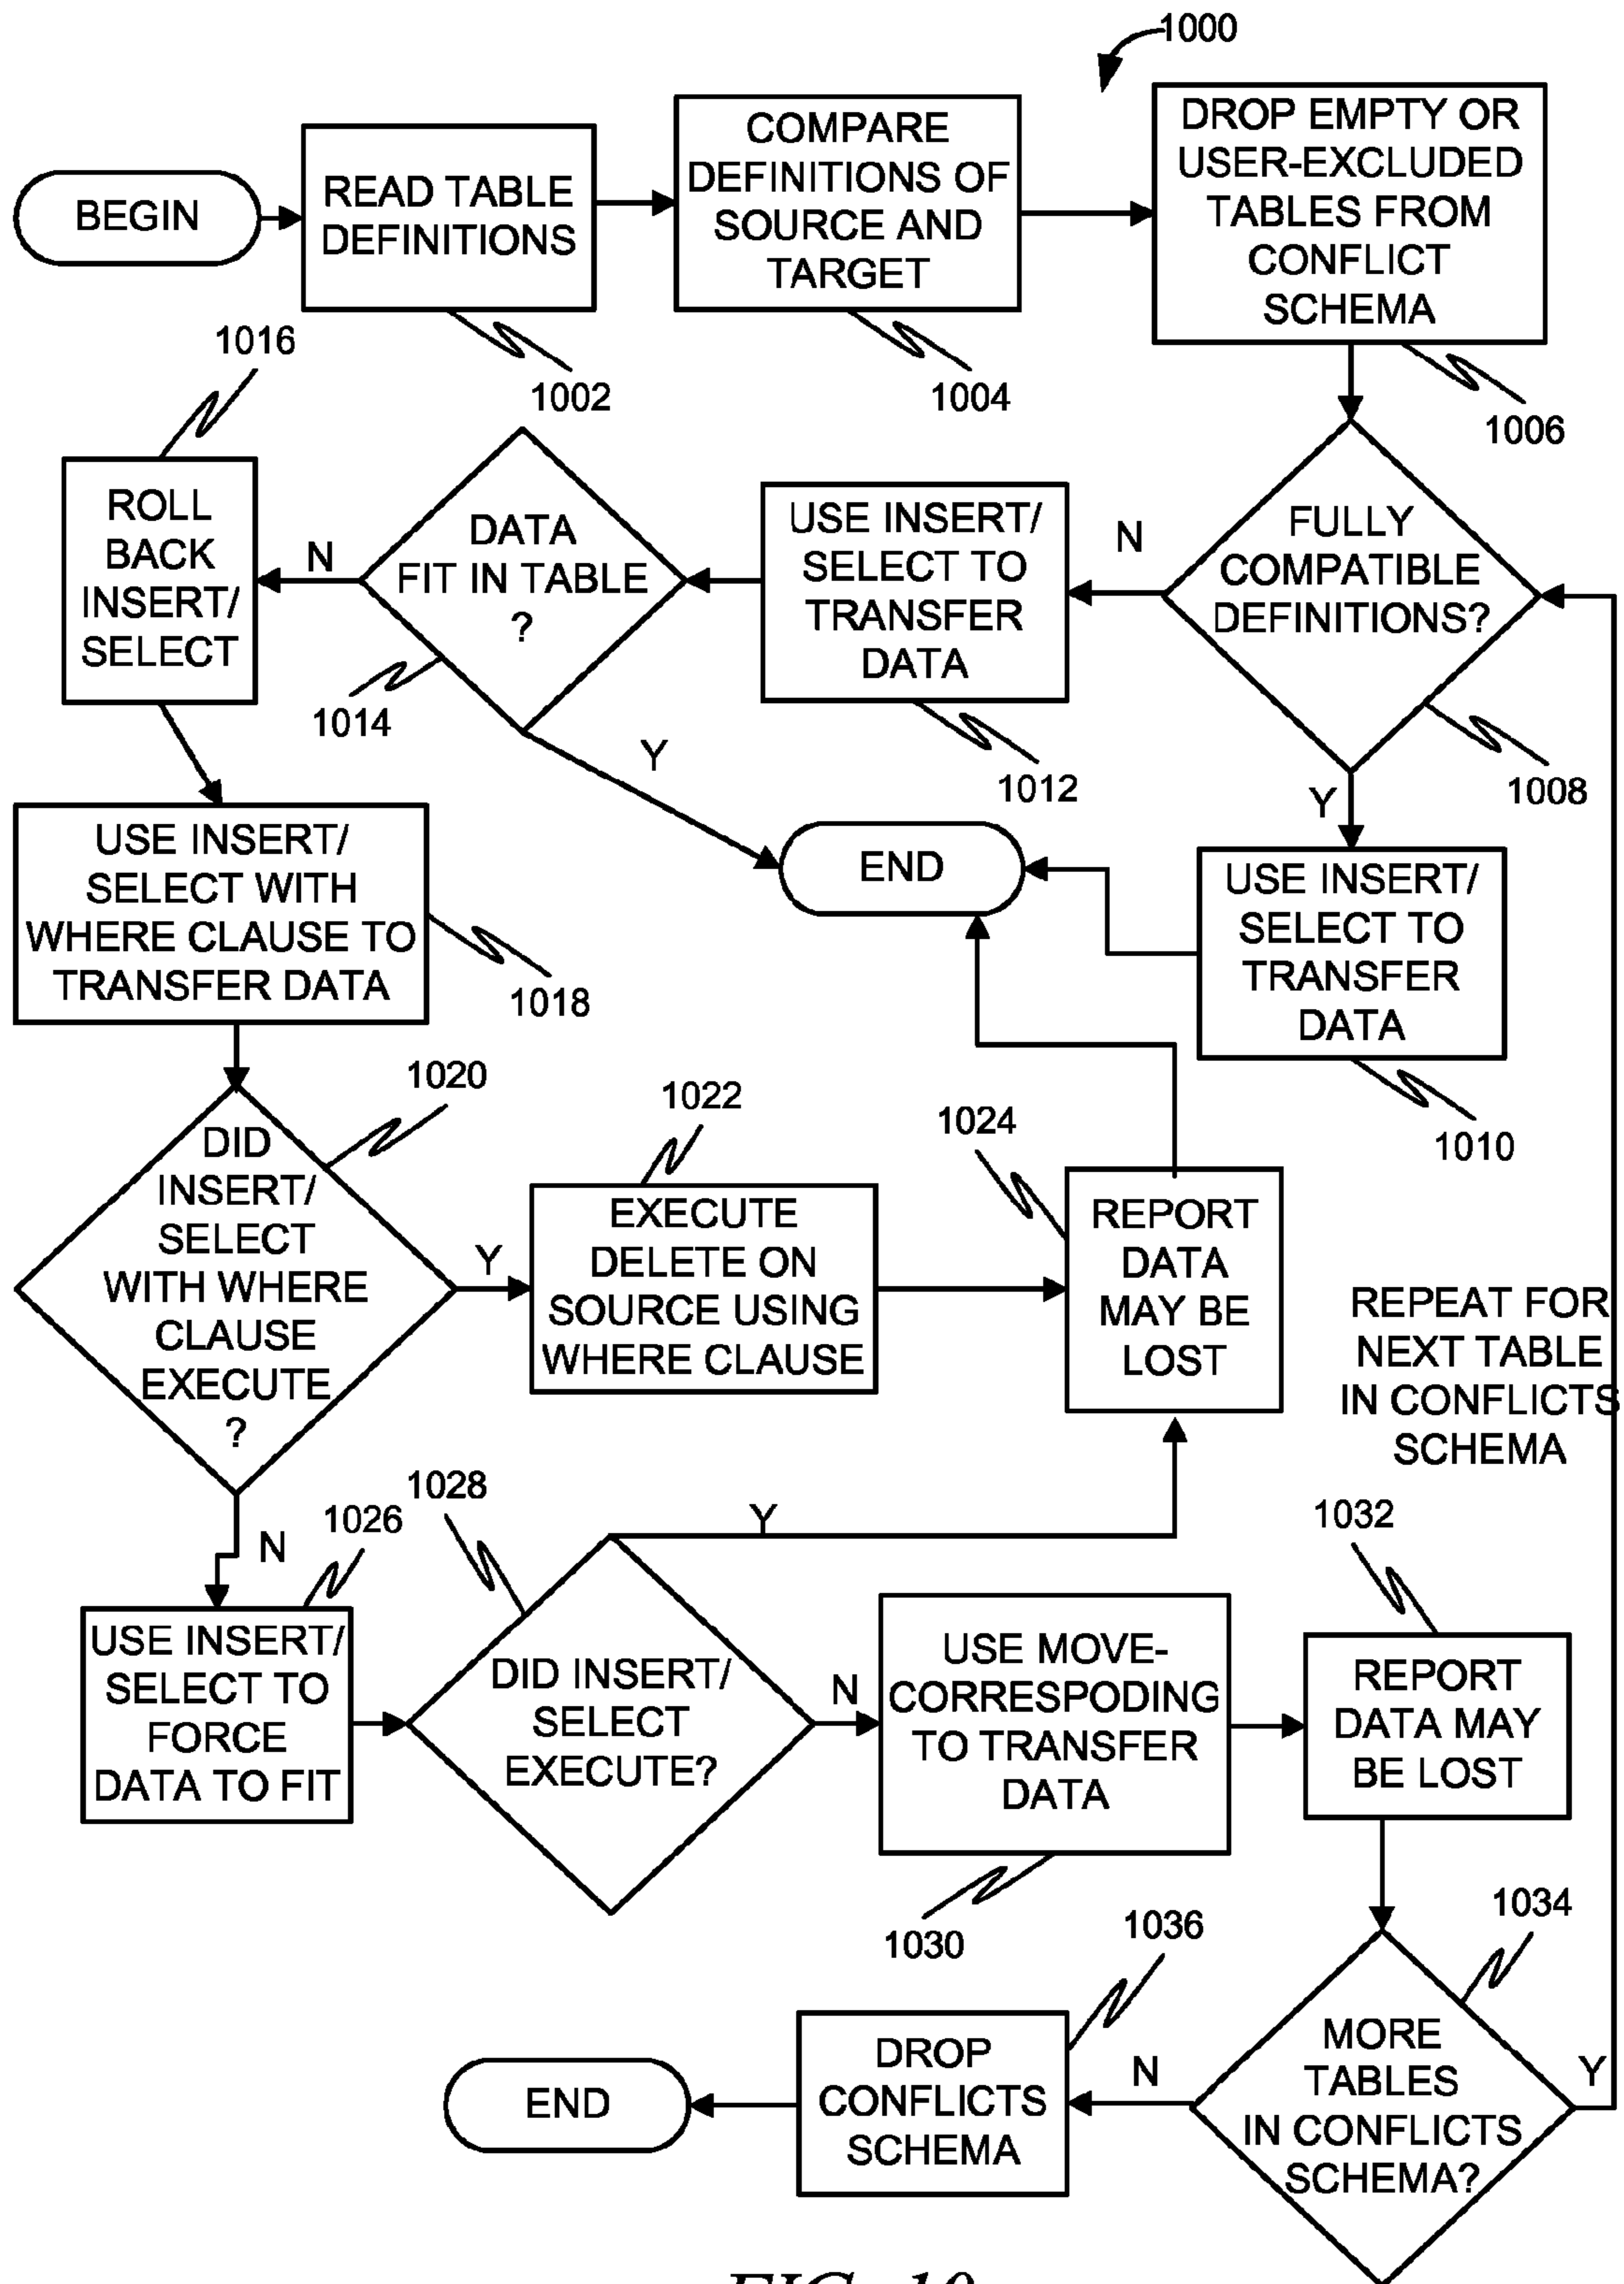 1000
BEGIN
READ TABLE
DEFINITIONS
1002
COMPARE
DEFINITIONS OF
SOURCE AND
TARGET
1004
DROP EMPTY OR
USER-EXCLUDED
TABLES FROM
CONFLICT
SCHEMA
1006
FULLY
COMPATIBLE
DEFINITIONS?
1008
N
Y
USE INSERT/
SELECT TO
TRANSFER
DATA
1010
USE INSERT/
SELECT TO
TRANSFER
DATA
1012
DATA
FIT IN TABLE
?
1014
N
Y
END
1016
ROLL
BACK
INSERT/
SELECT
USE INSERT/
SELECT WITH
WHERE CLAUSE TO
TRANSFER DATA
1018
1020
DID
INSERT/
SELECT
WITH WHERE
CLAUSE
EXECUTE
?
Y
N
1022
EXECUTE
DELETE ON
SOURCE USING
WHERE CLAUSE
1024
REPORT
DATA
MAY BE
LOST
REPEAT FOR
NEXT TABLE
IN CONFLICTS
SCHEMA
1026
USE INSERT/
SELECT TO
FORCE
DATA TO FIT
1028
DID INSERT/
SELECT
EXECUTE?
Y
N
USE MOVE-
CORRESPODING
TO TRANSFER
DATA
1030
1032
REPORT
DATA MAY
BE LOST
1034
MORE
TABLES
IN CONFLICTS
SCHEMA?
Y
N
1036
DROP
CONFLICTS
SCHEMA
END
FIG. 10